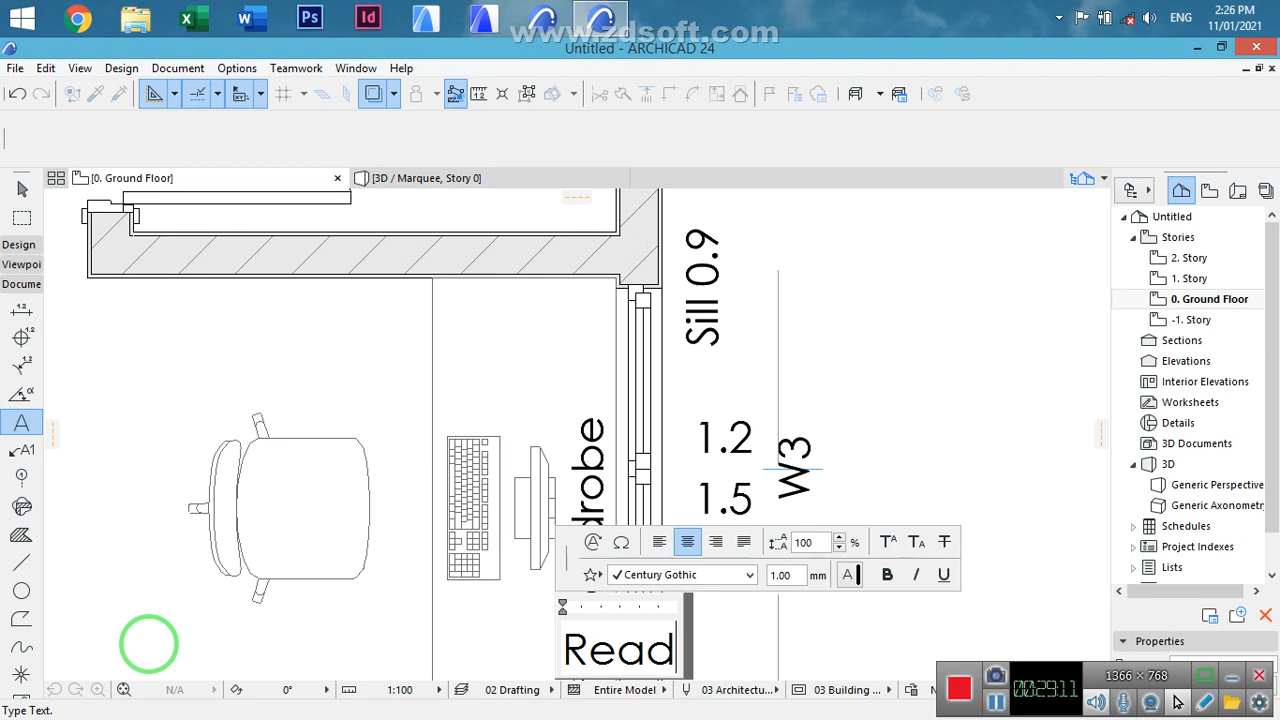 2:26 PM
ENG
11/01/2021
www.zdsoft.com
Untitled - ARCHICAD 24
File Edit View Design Document Options Teamwork Window Help
[0. Ground Floor]
[3D / Marquee, Story 0]
Design
Viewpoi
Docume
Sill 0.9
1.2
1.5
W3
drobe
100 %
Century Gothic
1.00 mm
Read
Untitled
Stories
2. Story
1. Story
0. Ground Floor
-1. Story
Sections
Elevations
Interior Elevations
Worksheets
Details
3D Documents
3D
Generic Perspective
Generic Axonometr
Schedules
Project Indexes
Lists
Properties
N/A
0°
1:100
02 Drafting
Entire Model
03 Architectu...
03 Building ...
00:29:11
1366 × 768
Type Text.